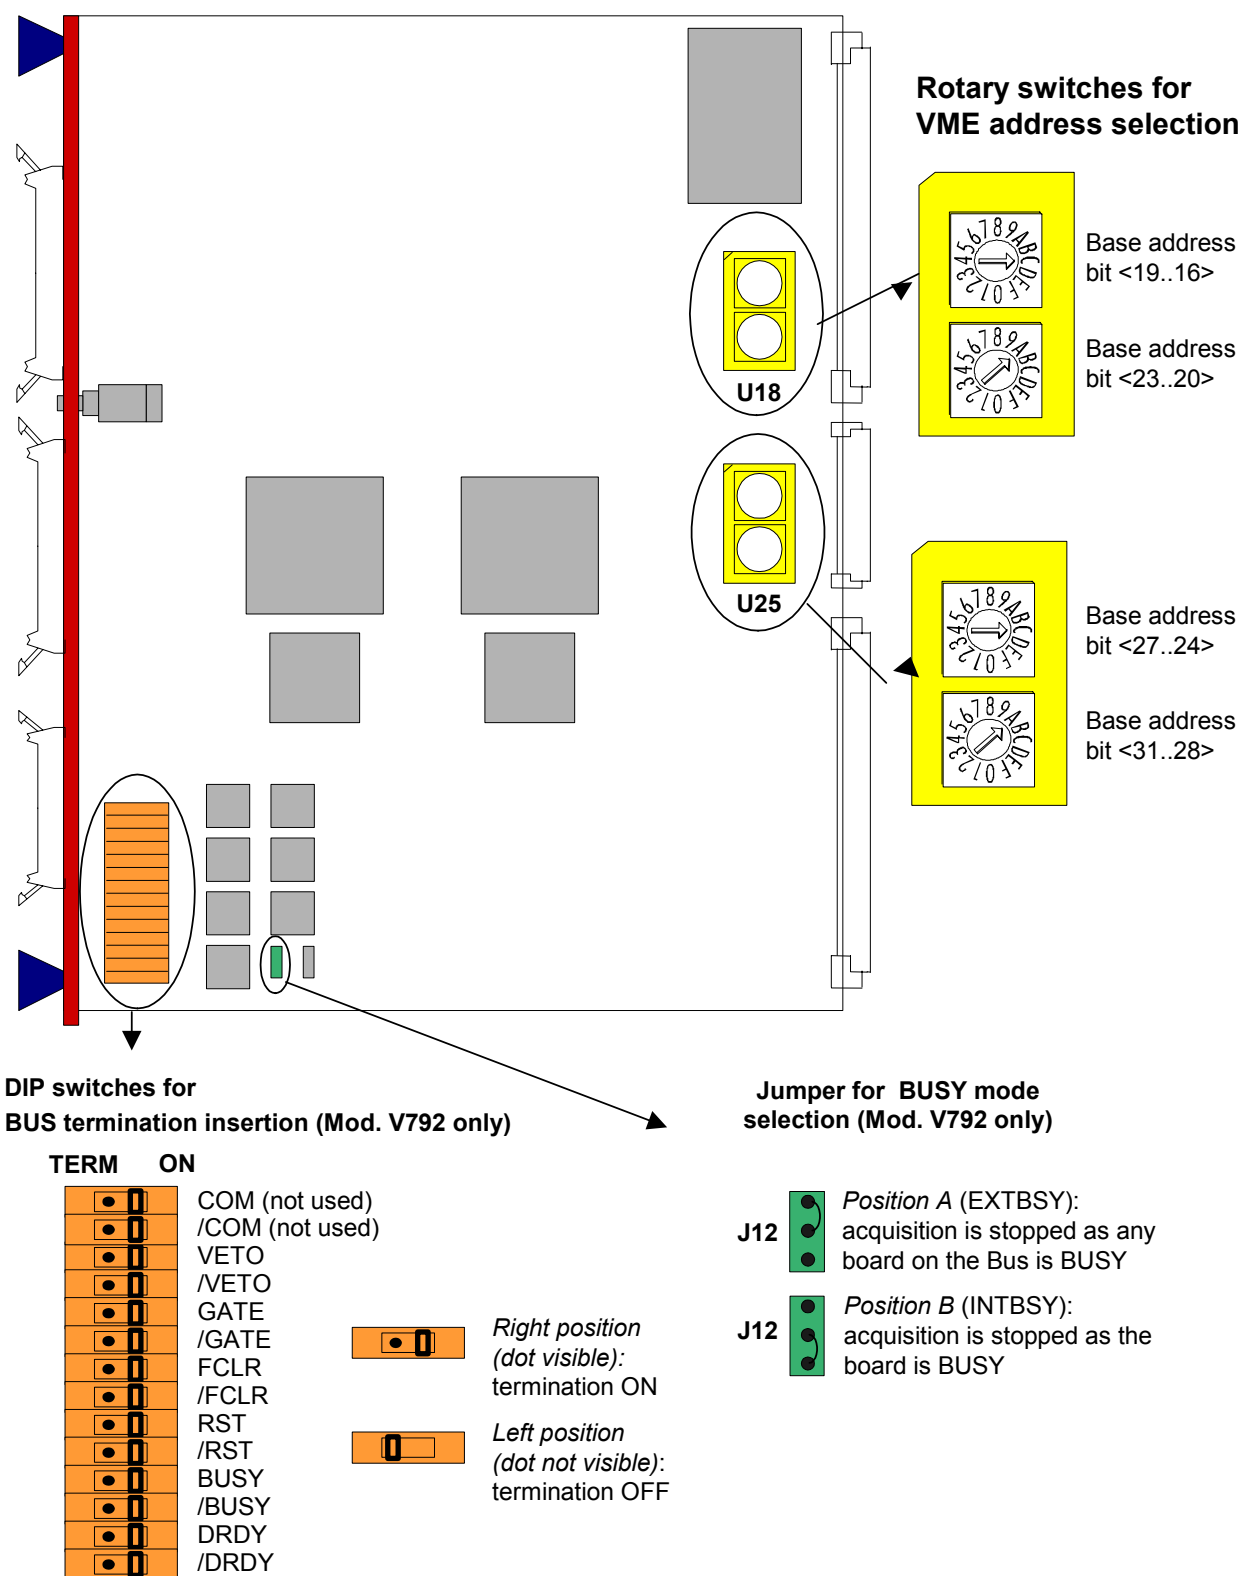 Rotary switches for
VME address selection
56789ABCDEF01234
Base address
bit <19..16>
56789ABCDEF01234
Base address
bit <23..20>
U18
U25
56789ABCDEF01234
Base address
bit <27..24>
56789ABCDEF01234
Base address
bit <31..28>
DIP switches for
BUS termination insertion (Mod. V792 only)
TERM ON
COM (not used)
/COM (not used)
VETO
/VETO
GATE
/GATE
FCLR
/FCLR
RST
/RST
BUSY
/BUSY
DRDY
/DRDY
Right position
(dot visible):
termination ON
Left position
(dot not visible):
termination OFF
Jumper for BUSY mode
selection (Mod. V792 only)
J12
Position A (EXTBSY):
acquisition is stopped as any
board on the Bus is BUSY
J12
Position B (INTBSY):
acquisition is stopped as the
board is BUSY